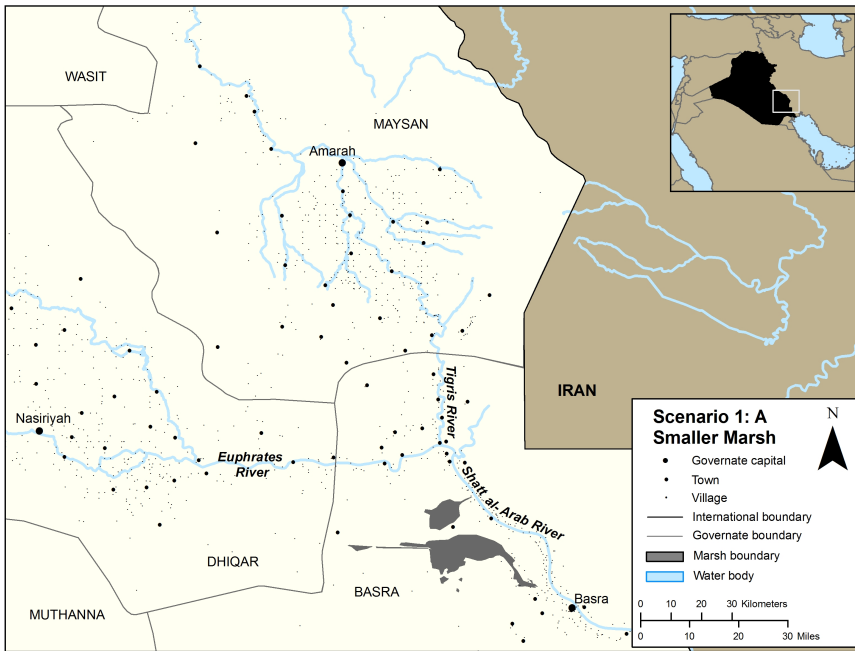 WASIT
MAYSAN
Amarah
IRAN
Nasiriyah
Tigris River
Euphrates
River
Shatt al-Arab River
DHIQAR
BASRA
Basra
MUTHANNA
Scenario 1: A
Smaller Marsh
N
Governate capital
Town
Village
International boundary
Governate boundary
Marsh boundary
Water body
0 10 20 30 Kilometers
0 10 20 30 Miles